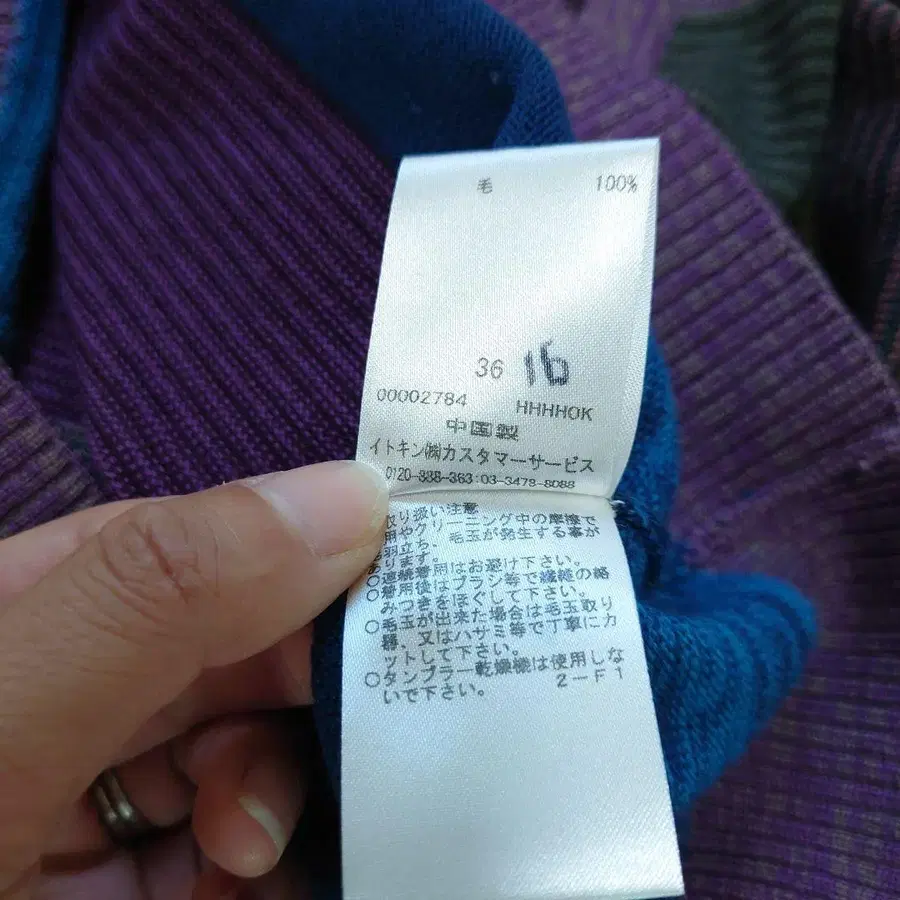 毛 100%
36 16
00002784 HHHHOK
中国製
イトキン㈱カスタマーサービス
0120-888-363:03-3478-8088
取り扱い注意
用やクリーニング中の摩擦で
羽立ち。毛玉が発生する事が
あります。
○連続着用はお避け下さい。
○着用後はブラシ等で繊維の絡
みつきをほぐして下さい。
○毛玉が出来た場合は毛玉取り
器、又はハサミ等で丁寧にカ
ットして下さい。
○タンブラー乾燥機は使用しな
いで下さい。 2-F1